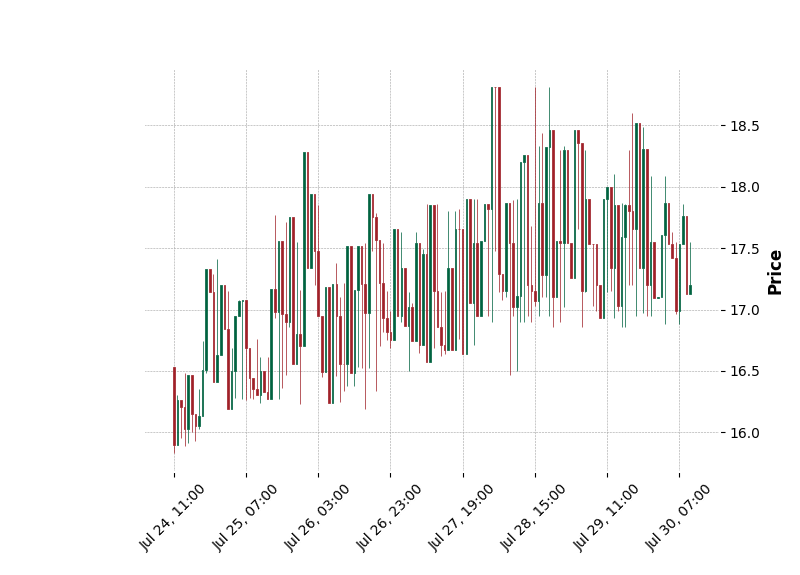 18.5
18.0
17.5
17.0
16.5
16.0
Price
Jul 24, 11:00
Jul 25, 07:00
Jul 26, 03:00
Jul 26, 23:00
Jul 27, 19:00
Jul 28, 15:00
Jul 29, 11:00
Jul 30, 07:00